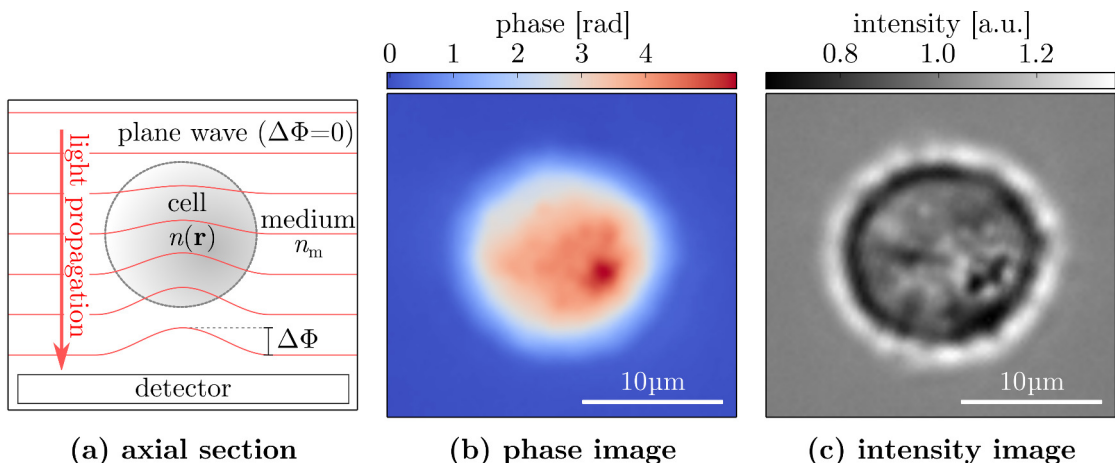 plane wave (ΔΦ=0)
light propagation
cell
n(r)
medium
nm
ΔΦ
detector
(a) axial section
phase [rad]
0 1 2 3 4
10µm
(b) phase image
intensity [a.u.]
0.8 1.0 1.2
10µm
(c) intensity image